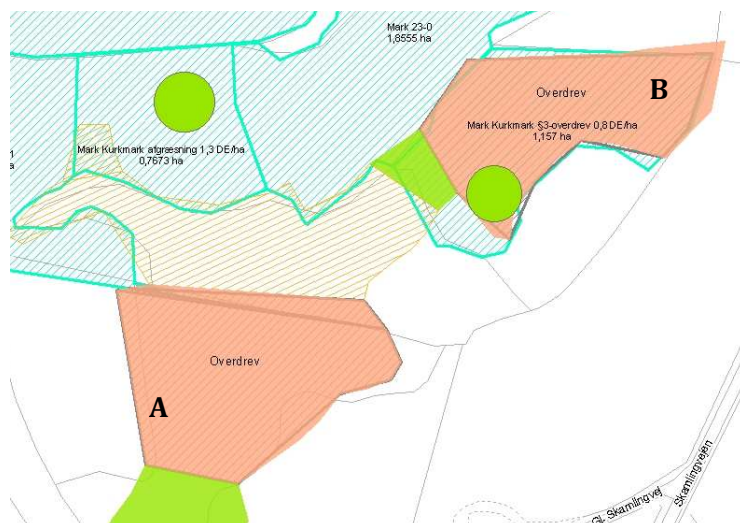 Mark 23-0
1,8555 ha
Overdrev
B
Mark Kurkmark §3-overdrev 0,8 DE/ha
1,157 ha
Mark Kurkmark afgræsning 1,3 DE/ha
0,7673 ha
1
a
Overdrev
A
Gl. Skamlingvej
Skamlingvejen